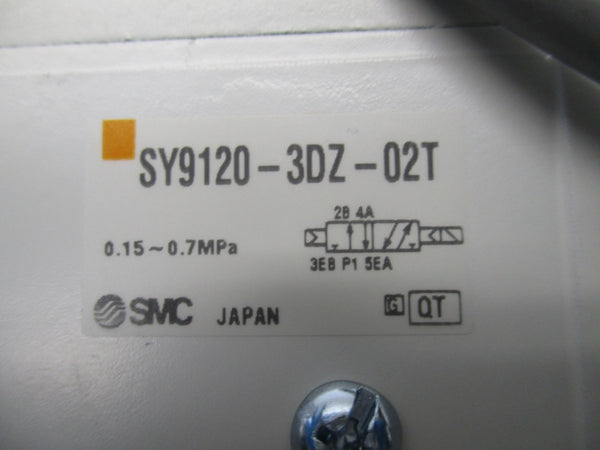 SY9120-3DZ-02T
2B 4A
0.15~0.7MPa
3EB P1 5EA
SMC JAPAN
G QT